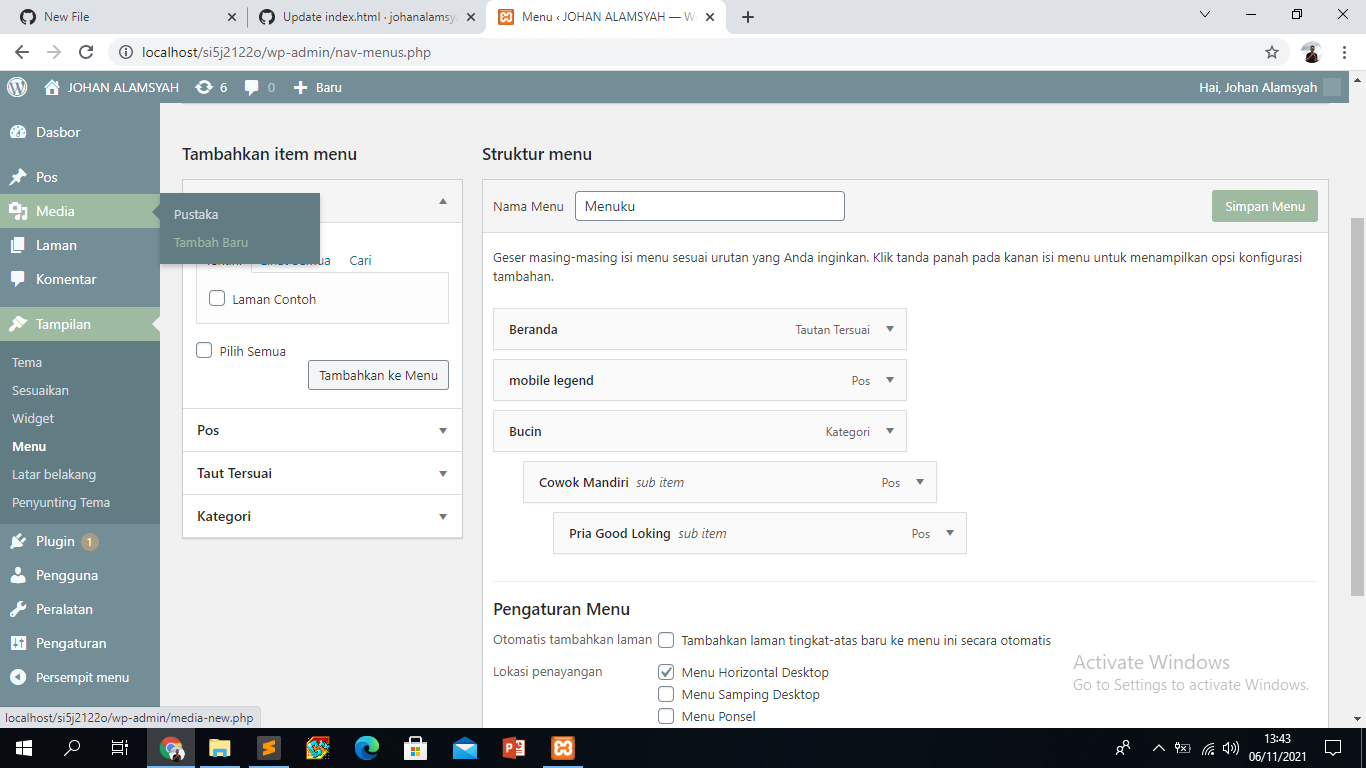 New File
Update index.html · johanalamsya
Menu ‹ JOHAN ALAMSYAH — W
localhost/si5j2122o/wp-admin/nav-menus.php
JOHAN ALAMSYAH 6 0 Baru
Hai, Johan Alamsyah
Dasbor
Pos
Media
Pustaka
Tambah Baru
Laman
Komentar
Tampilan
Tema
Sesuaikan
Widget
Menu
Latar belakang
Penyunting Tema
Plugin 1
Pengguna
Peralatan
Pengaturan
Persempit menu
Tambahkan item menu
Cari
Laman Contoh
Pilih Semua
Tambahkan ke Menu
Pos
Taut Tersuai
Kategori
Struktur menu
Nama Menu Menuku Simpan Menu
Geser masing-masing isi menu sesuai urutan yang Anda inginkan. Klik tanda panah pada kanan isi menu untuk menampilkan opsi konfigurasi
tambahan.
Beranda Tautan Tersuai
mobile legend Pos
Bucin Kategori
Cowok Mandiri sub item Pos
Pria Good Loking sub item Pos
Pengaturan Menu
Otomatis tambahkan laman Tambahkan laman tingkat-atas baru ke menu ini secara otomatis
Lokasi penayangan Menu Horizontal Desktop
Menu Samping Desktop
Menu Ponsel
Activate Windows
Go to Settings to activate Windows.
localhost/si5j2122o/wp-admin/media-new.php
13:43
06/11/2021